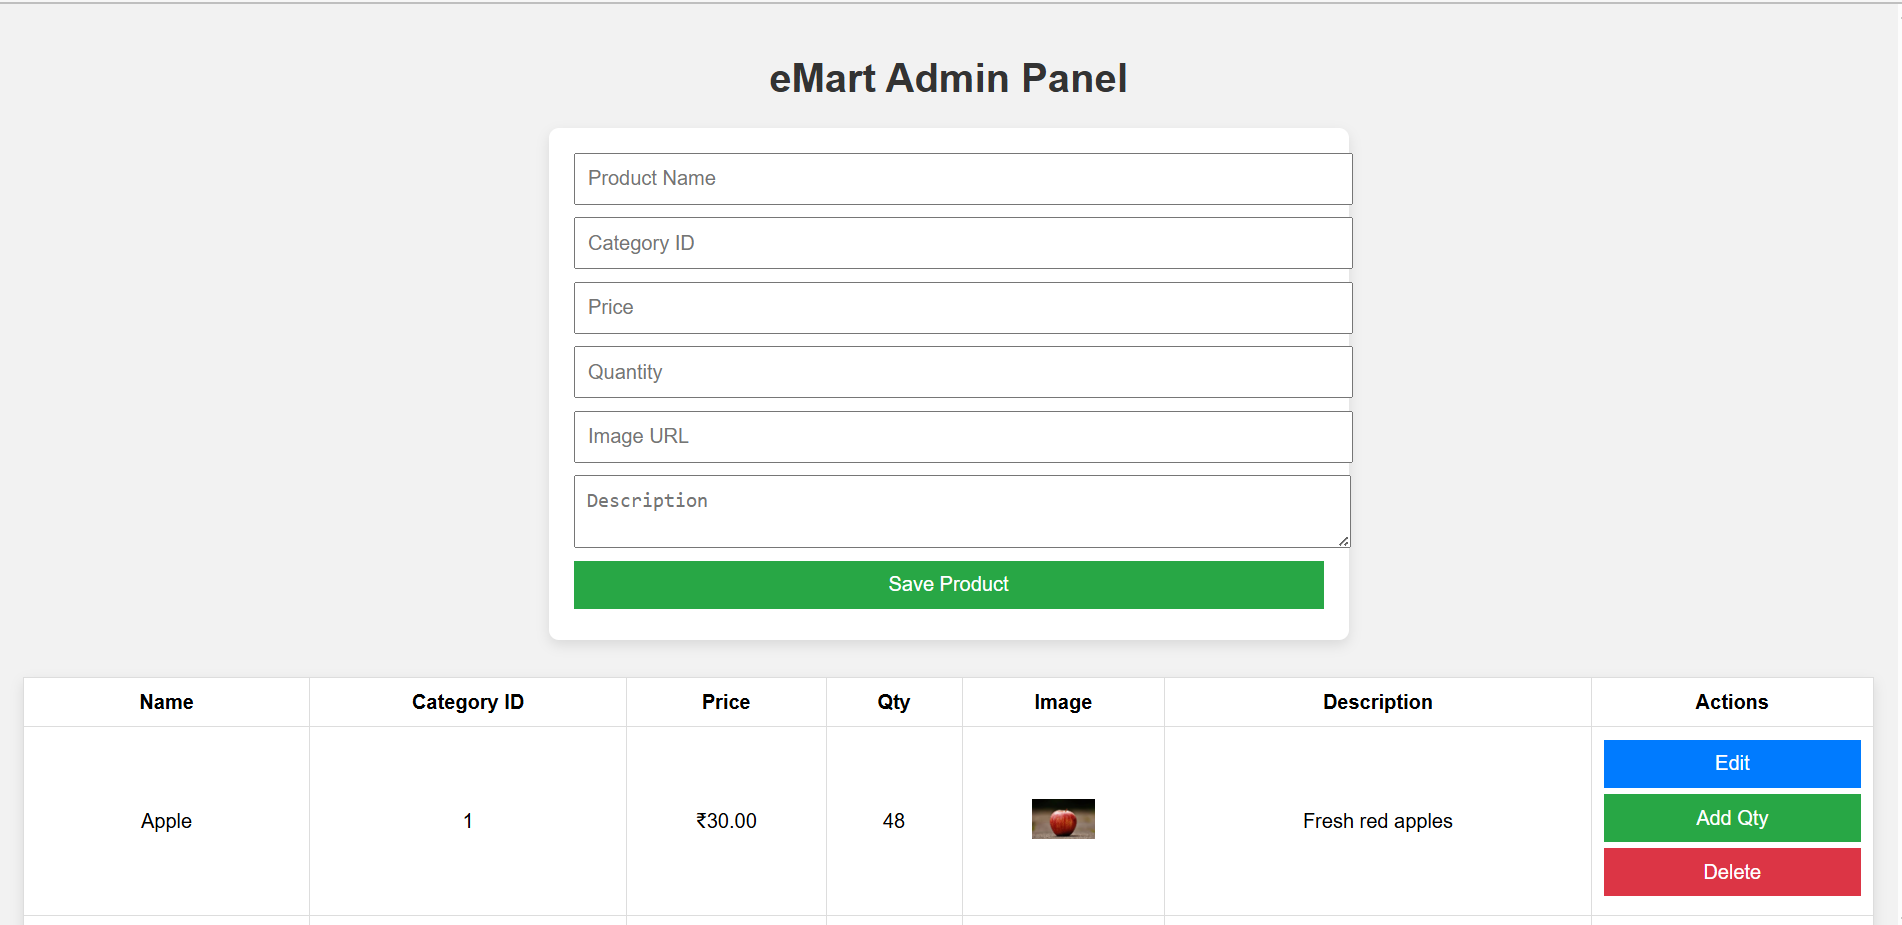 eMart Admin Panel
Product Name
Category ID
Price
Quantity
Image URL
Description
Save Product
Name Category ID Price Qty Image Description Actions
Apple 1 ₹30.00 48 Fresh red apples
Edit
Add Qty
Delete